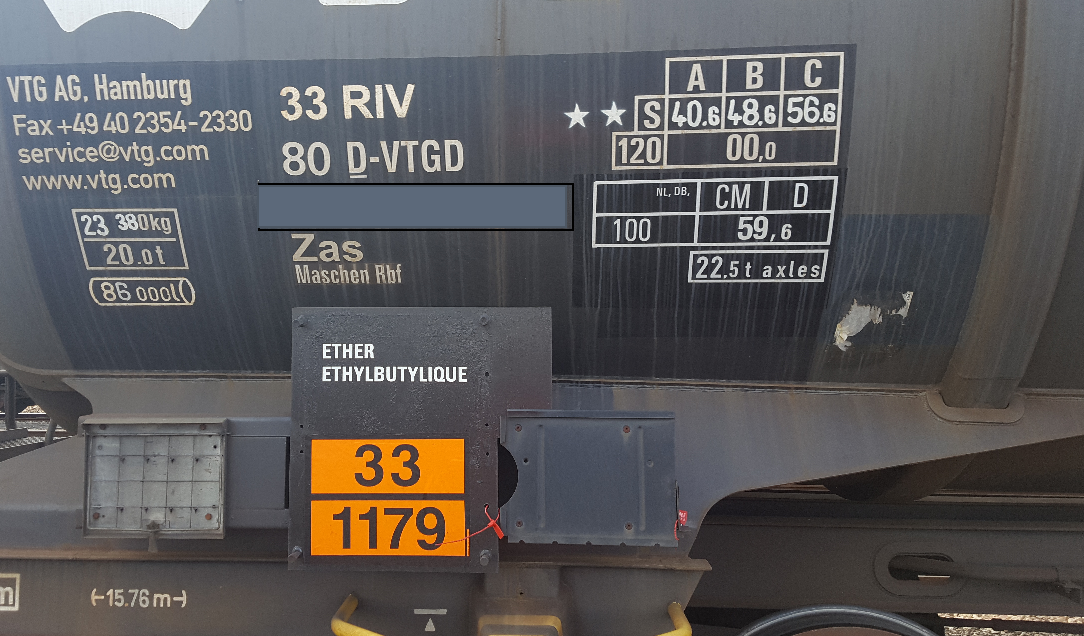 VTG AG, Hamburg
Fax +49 40 2354-2330
service@vtg.com
www.vtg.com
23 380kg
20.0t
86 000l
33 RIV
80 D-VTGD
Zas
Maschen Rbf
A B C
★★ S 40.6 48.6 56.6
120 00,0
NL, DB, CM D
100 59,6
22,5t axles
ETHER
ETHYLBUTYLIQUE
33
1179
m
15.76 m